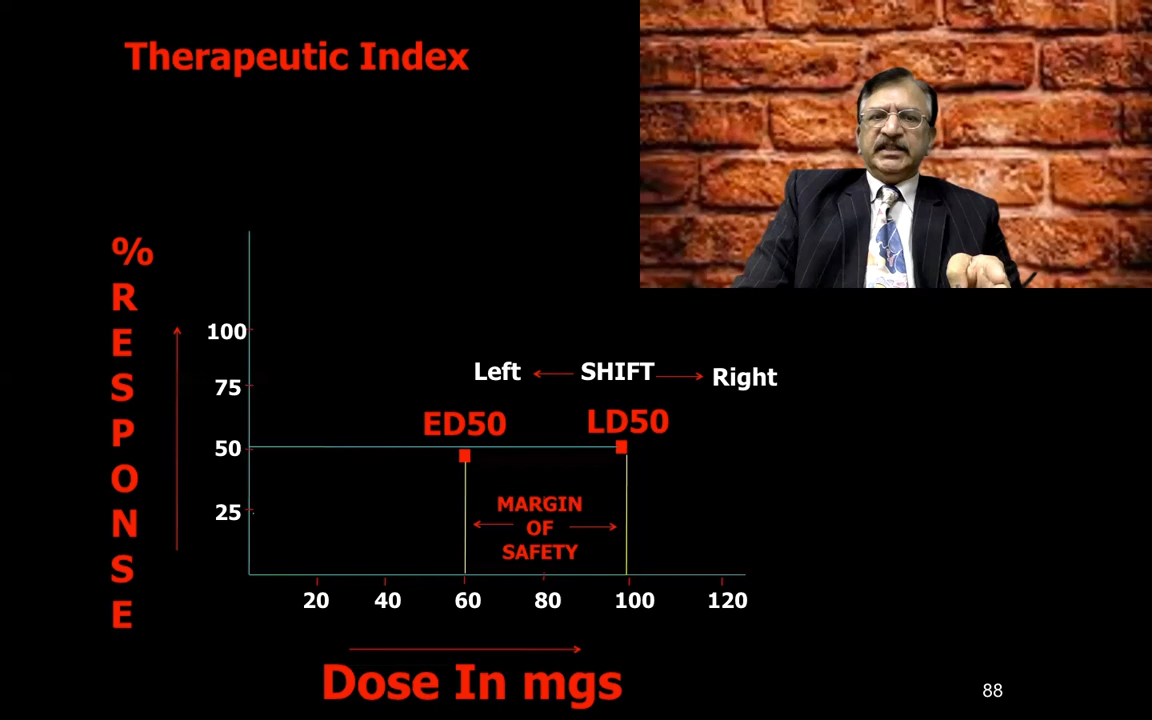 Therapeutic Index
%
R
E
S
P
O
N
S
E
100
75
50
25
Left SHIFT Right
ED50 LD50
MARGIN
OF
SAFETY
20 40 60 80 100 120
Dose In mgs
88